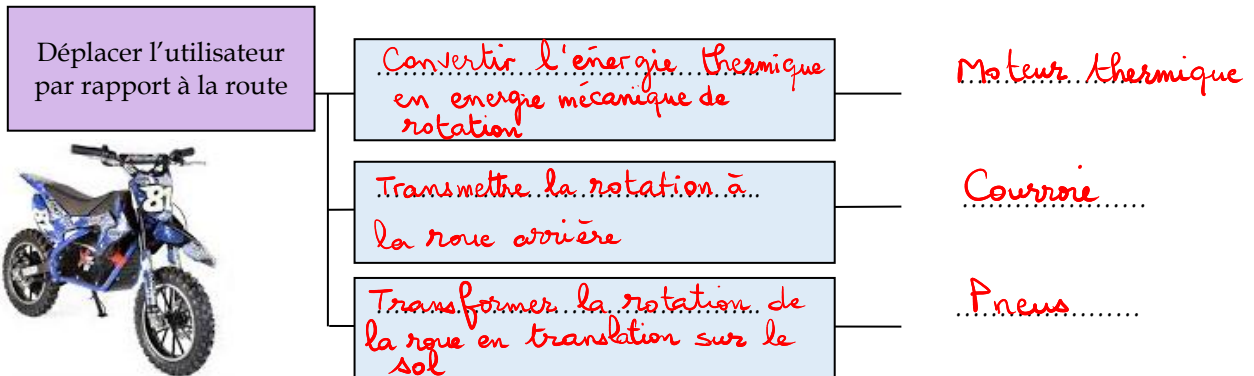 Déplacer l'utilisateur
par rapport à la route
Convertir l'énergie thermique
en energie mécanique de
rotation
Moteur thermique
Transmettre la rotation à
la roue arrière
Courroie
Transformer la rotation de
la roue en translation sur le
sol
Pneus
81